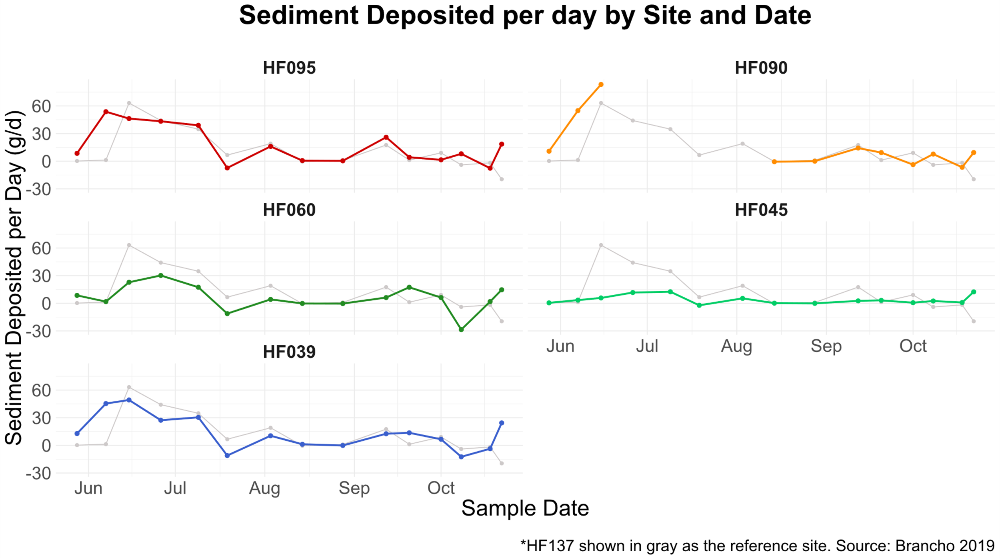 Sediment Deposited per day by Site and Date
HF095
HF090
Sediment Deposited per Day (g/d)
60
30
0
-30
HF060
HF045
60
30
0
-30
Jun Jul Aug Sep Oct
HF039
60
30
0
-30
Jun Jul Aug Sep Oct
Sample Date
*HF137 shown in gray as the reference site. Source: Brancho 2019